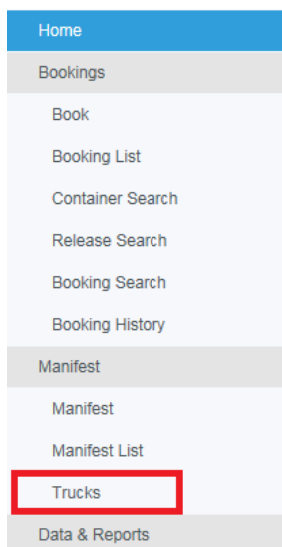 Home
Bookings
Book
Booking List
Container Search
Release Search
Booking Search
Booking History
Manifest
Manifest
Manifest List
Trucks
Data & Reports